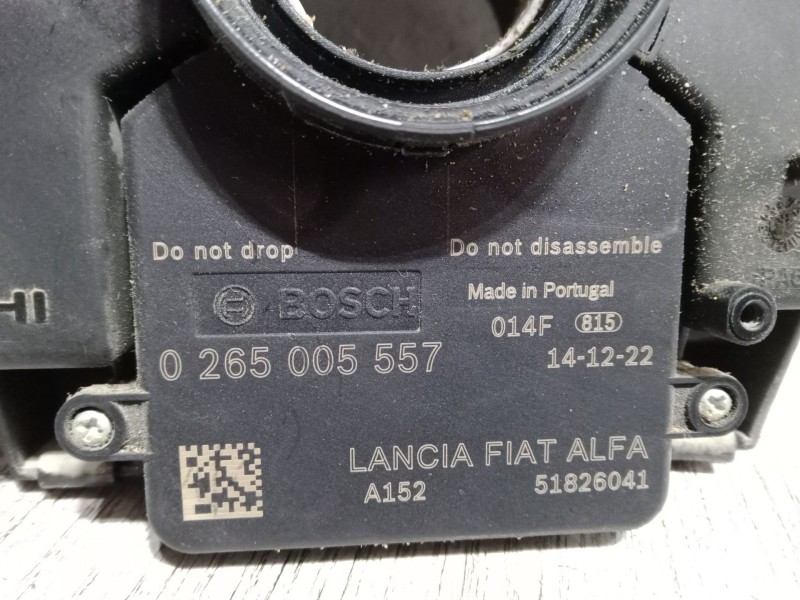 Do not drop
Do not disassemble
BOSCH
Made in Portugal
014F 815
0 265 005 557
14-12-22
LANCIA FIAT ALFA
A152
51826041